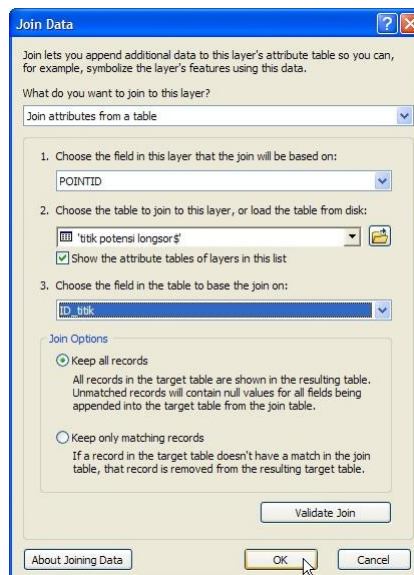 Join Data
Join lets you append additional data to this layer's attribute table so you can,
for example, symbolize the layer's features using this data.
What do you want to join to this layer?
Join attributes from a table
1. Choose the field in this layer that the join will be based on:
POINTID
2. Choose the table to join to this layer, or load the table from disk:
'titik potensi longsor$'
Show the attribute tables of layers in this list
3. Choose the field in the table to base the join on:
ID_titik
Join Options
Keep all records
All records in the target table are shown in the resulting table.
Unmatched records will contain null values for all fields being
appended into the target table from the join table.
Keep only matching records
If a record in the target table doesn't have a match in the join
table, that record is removed from the resulting target table.
Validate Join
About Joining Data
OK
Cancel